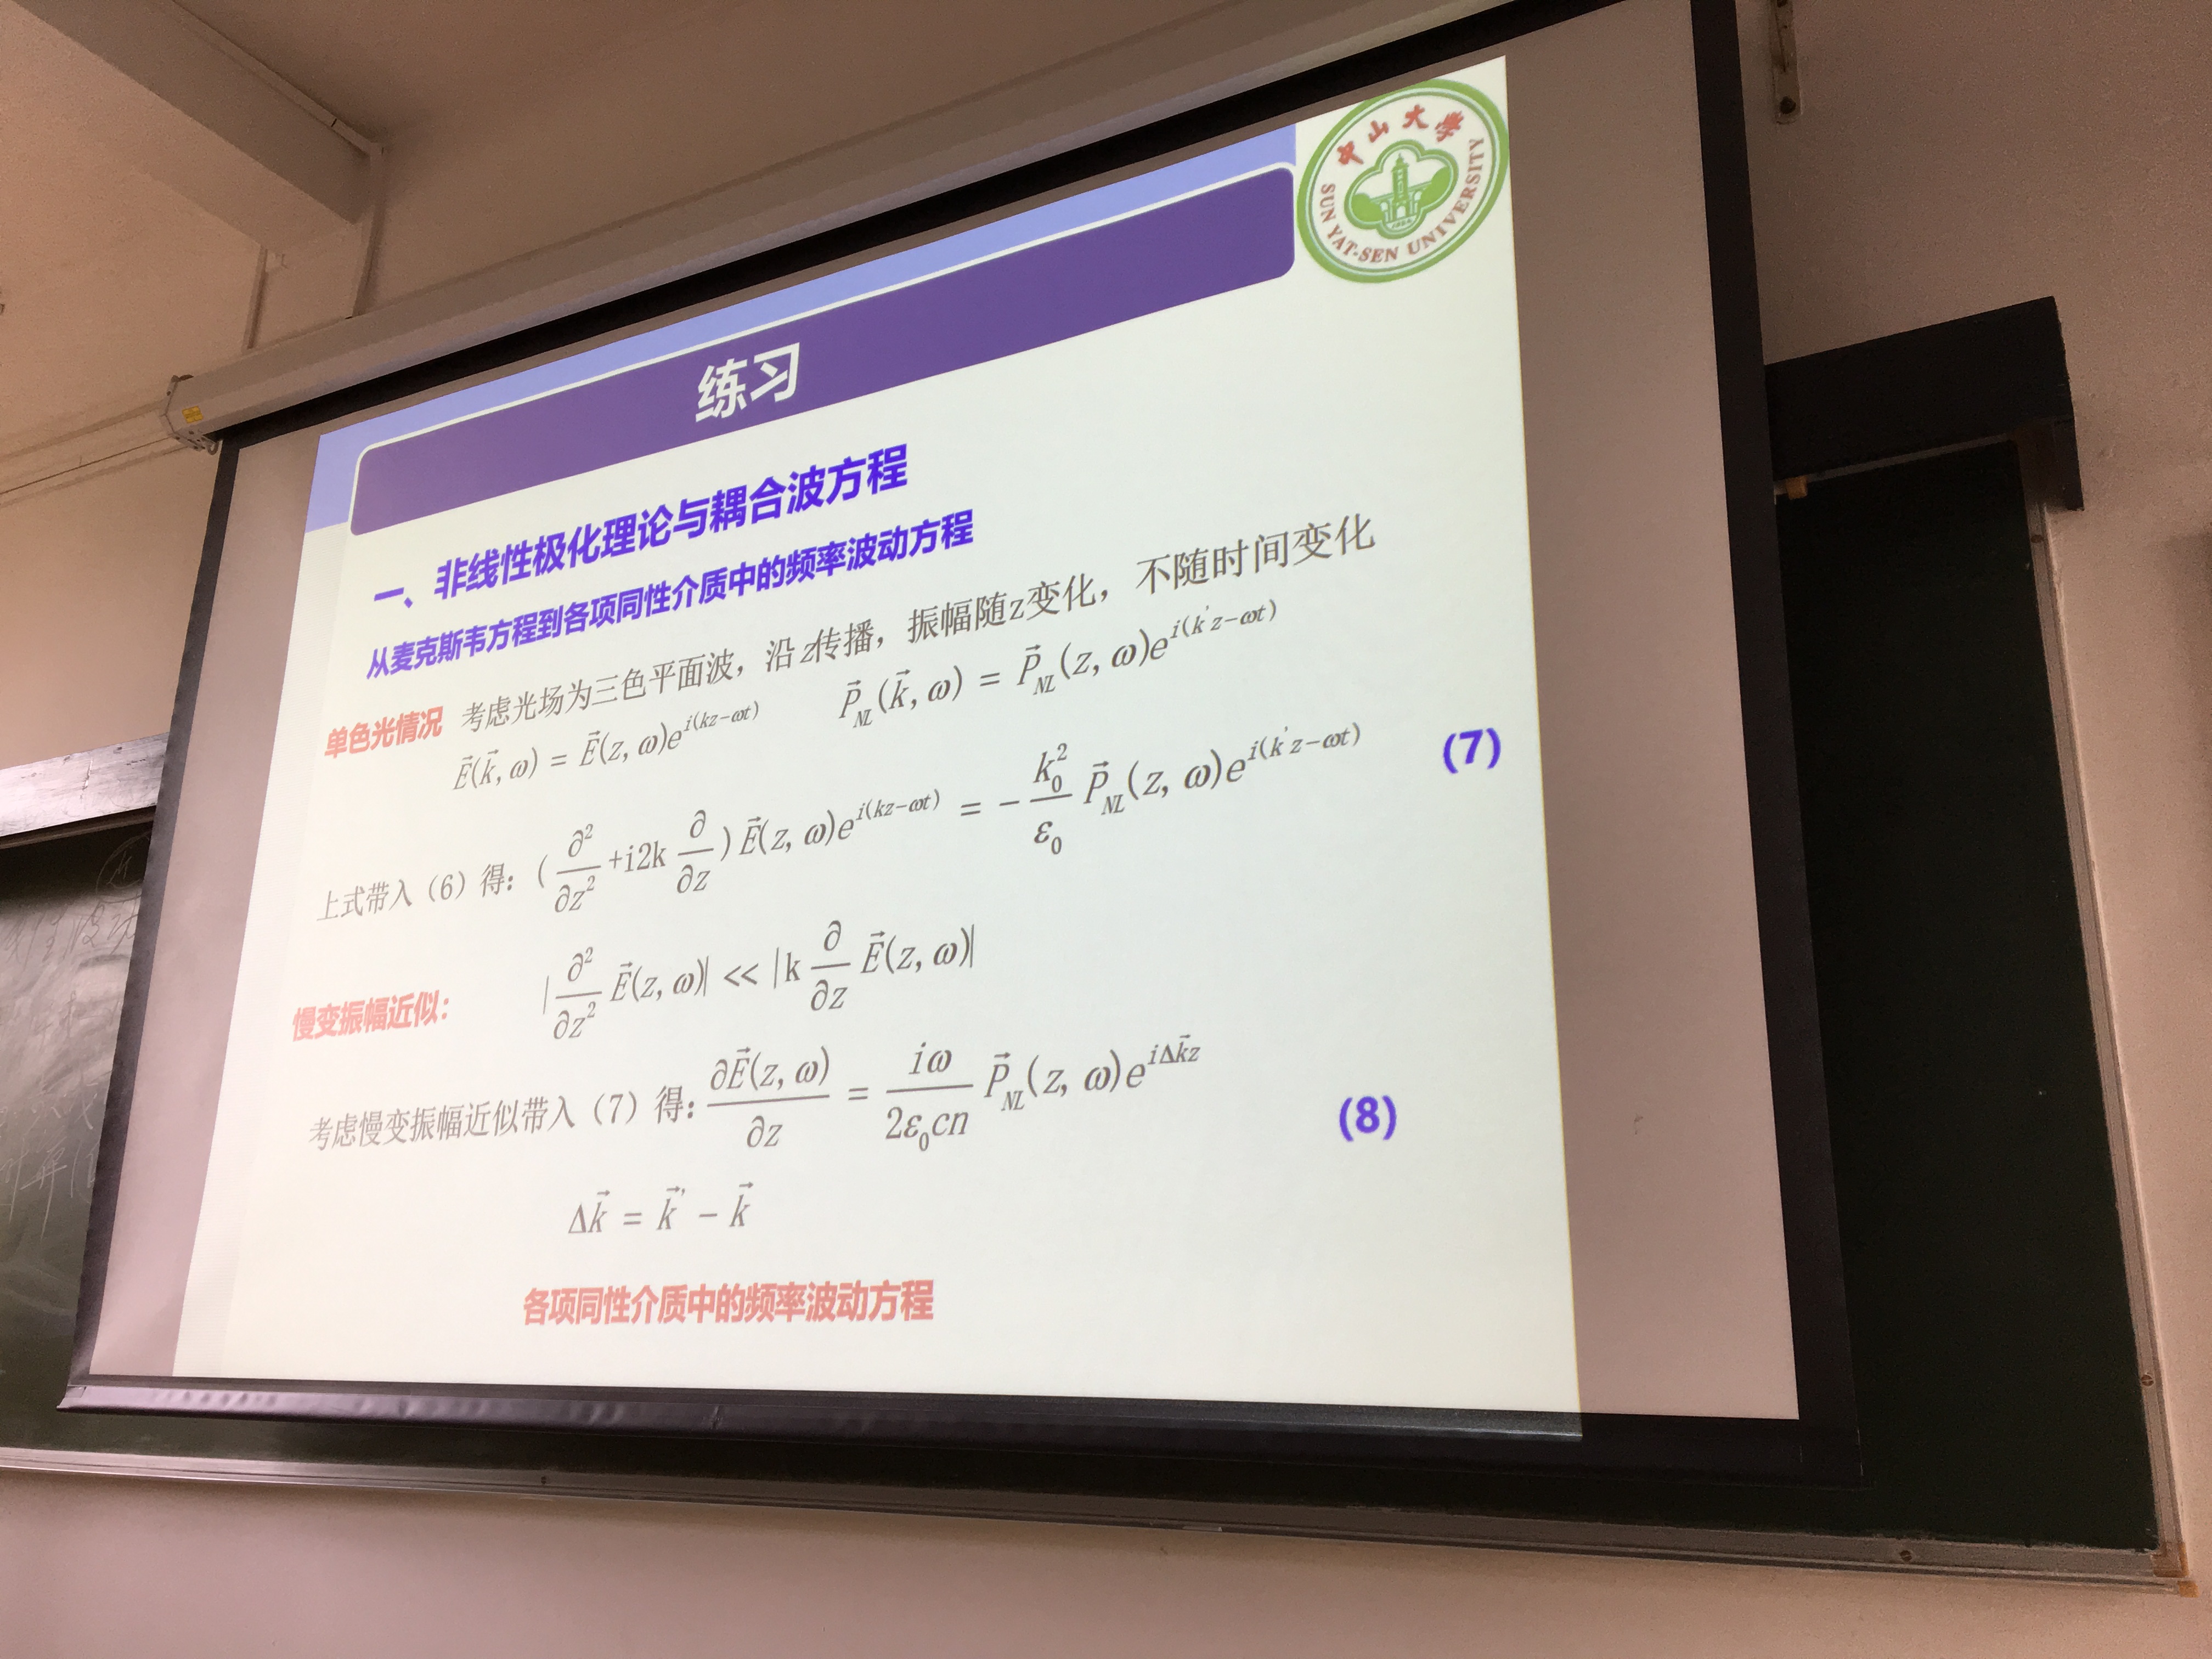 中山大学
SUN YAT-SEN UNIVERSITY
练习
一、非线性极化理论与耦合波方程
从麦克斯韦方程到各项同性介质中的频率波动方程
单色光情况 考虑光场为三色平面波，沿z传播，振幅随z变化，不随时间变化
$\vec{E}(\vec{k},\omega) = \vec{E}(z,\omega)e^{i(kz-\omega t)}$ $\vec{P}_{NL}(\vec{k},\omega) = \vec{P}_{NL}(z,\omega)e^{i(k'z-\omega t)}$
上式带入（6）得： $(\frac{\partial^2}{\partial z^2}+i2k\frac{\partial}{\partial z})\vec{E}(z,\omega)e^{i(kz-\omega t)} = -\frac{k_0^2}{\varepsilon_0}\vec{P}_{NL}(z,\omega)e^{i(k'z-\omega t)}$ (7)
慢变振幅近似： $|\frac{\partial^2}{\partial z^2}\vec{E}(z,\omega)| << |k\frac{\partial}{\partial z}\vec{E}(z,\omega)|$
考虑慢变振幅近似带入（7）得： $\frac{\partial\vec{E}(z,\omega)}{\partial z} = \frac{i\omega}{2\varepsilon_0 cn}\vec{P}_{NL}(z,\omega)e^{i\Delta\vec{k}z}$ (8)
$\Delta\vec{k} = \vec{k}' - \vec{k}$
各项同性介质中的频率波动方程